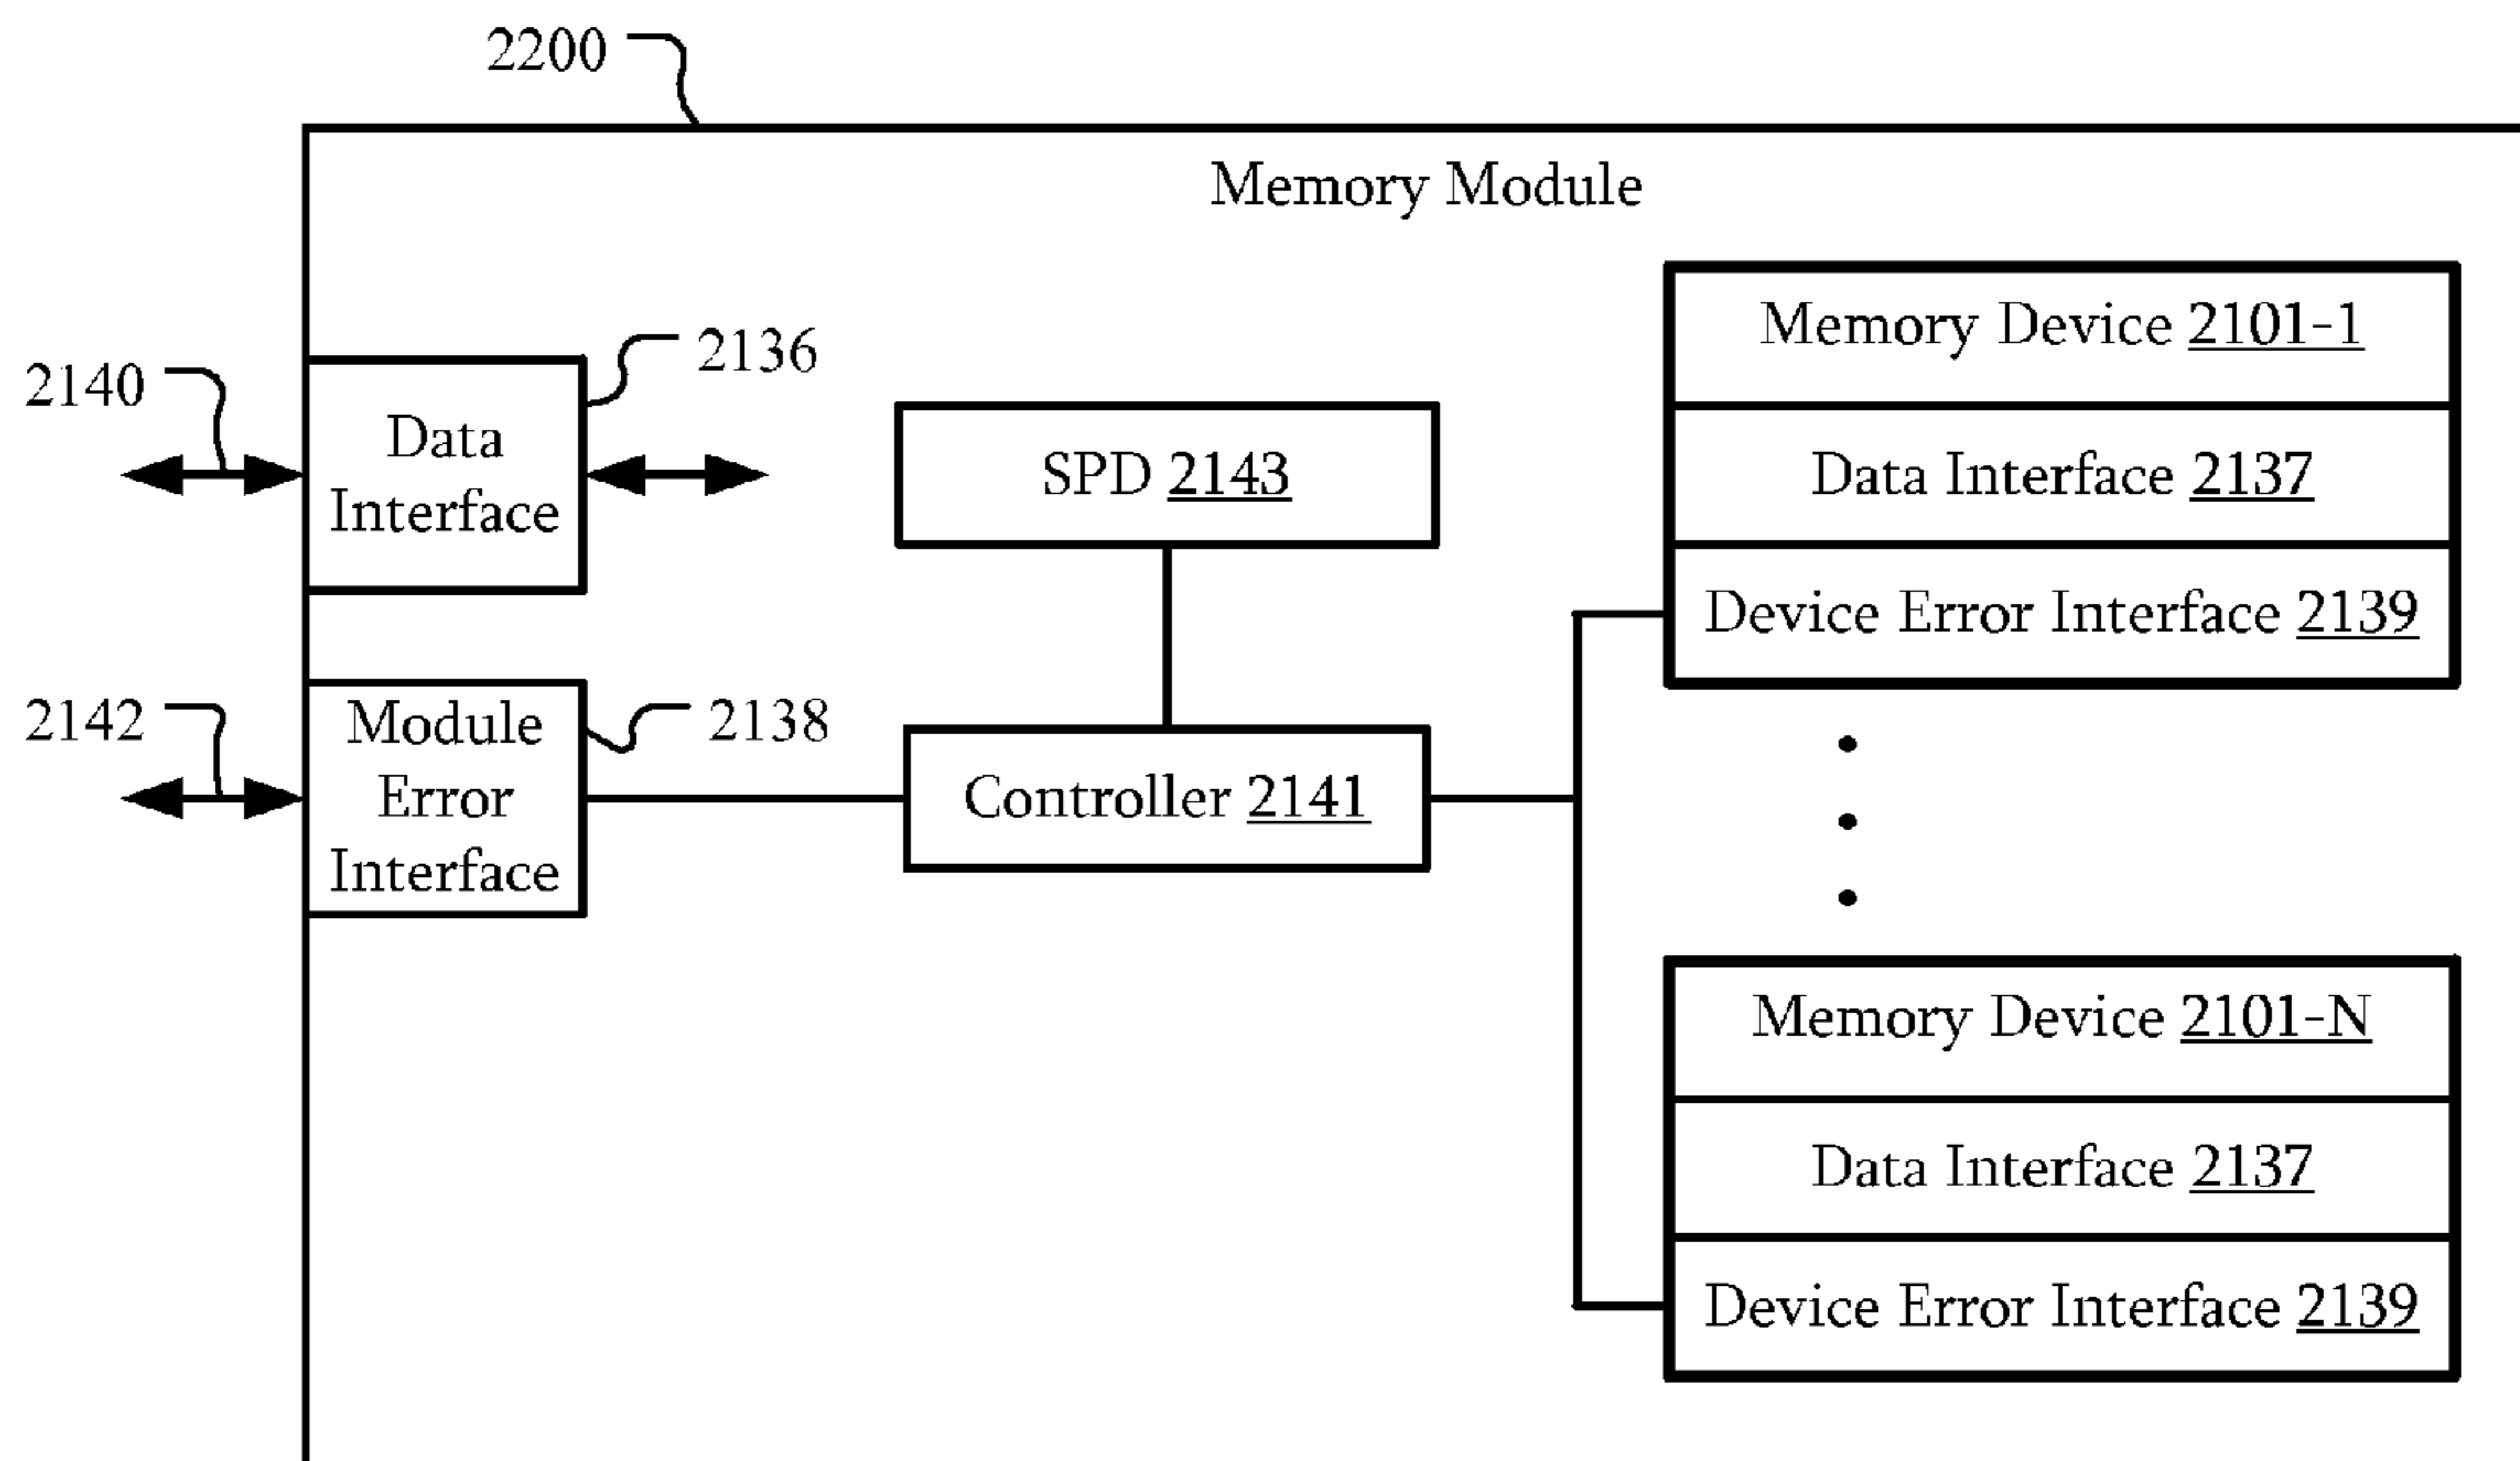 2200
Memory Module
2140
Data
Interface
2136
SPD 2143
Memory Device 2101-1
Data Interface 2137
Device Error Interface 2139
2142
Module
Error
Interface
2138
Controller 2141
Memory Device 2101-N
Data Interface 2137
Device Error Interface 2139